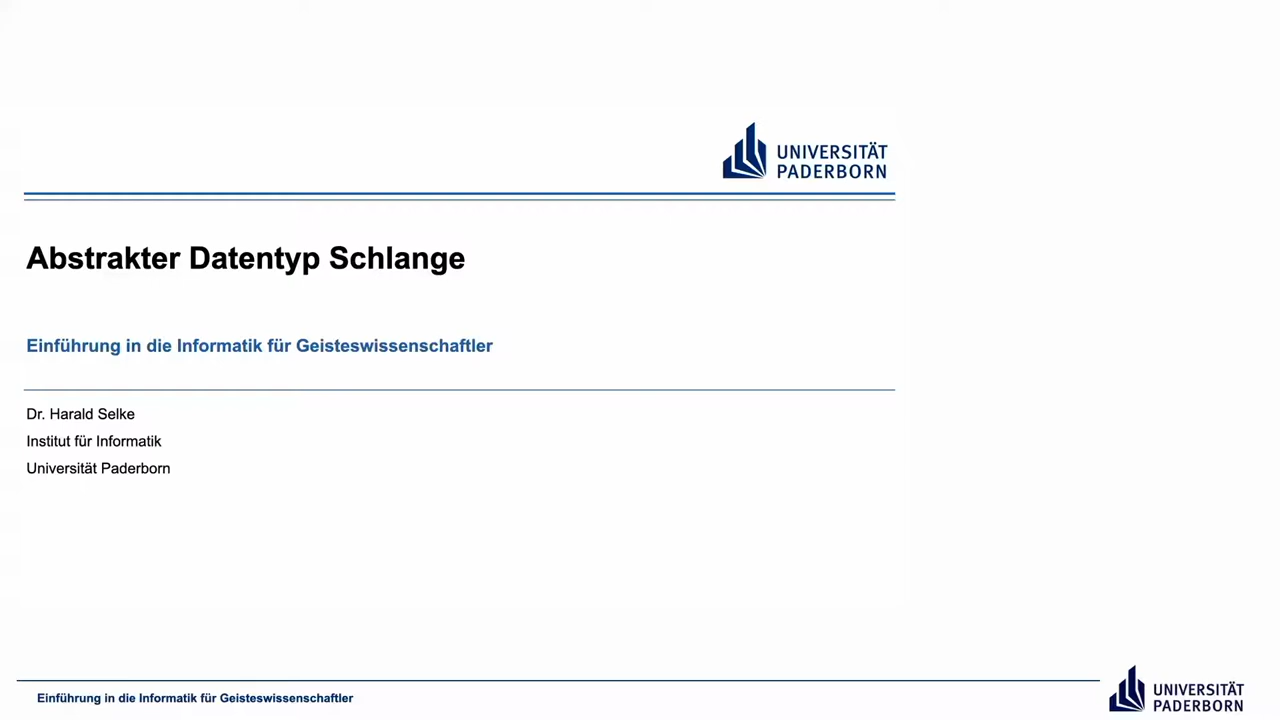 UNIVERSITÄT
PADERBORN
Abstrakter Datentyp Schlange
Einführung in die Informatik für Geisteswissenschaftler
Dr. Harald Selke
Institut für Informatik
Universität Paderborn
Einführung in die Informatik für Geisteswissenschaftler
UNIVERSITÄT
PADERBORN